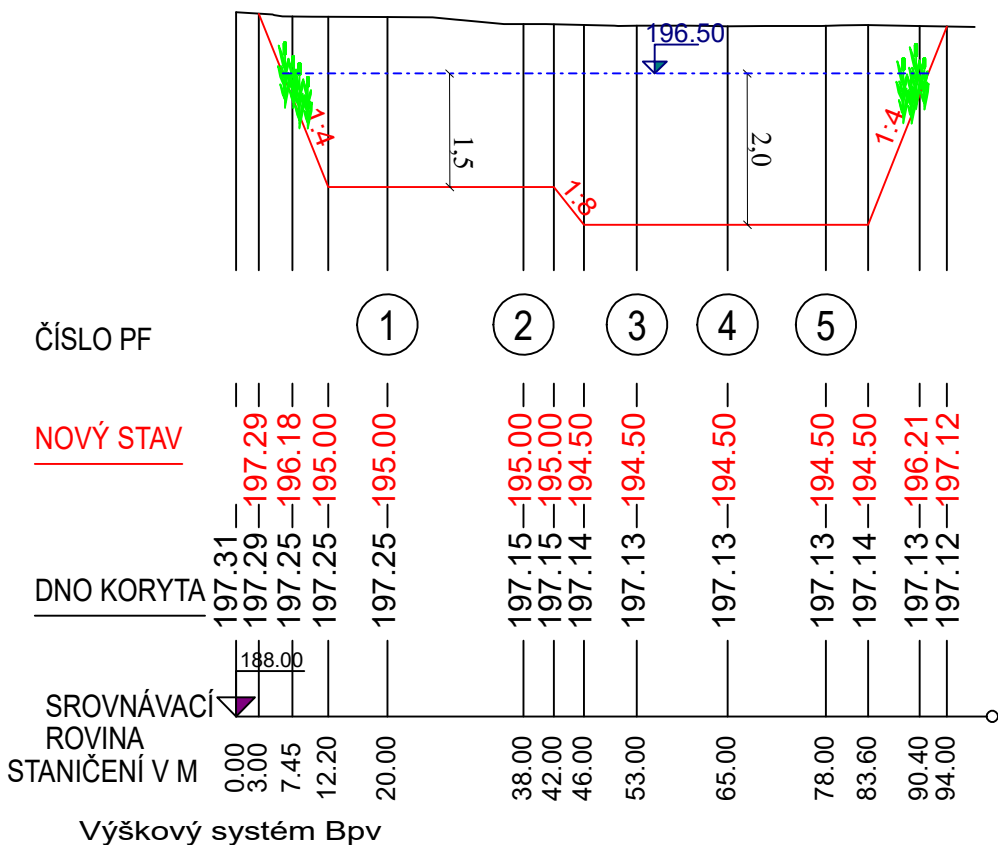 196.50
1:4
1,5
1:8
2,0
1:4
ČÍSLO PF
1 2 3 4 5
NOVÝ STAV
197.29 196.18 195.00 195.00 195.00 195.00 194.50 194.50 194.50 194.50 194.50 196.21 197.12
DNO KORYTA
197.31 197.29 197.25 197.25 197.25 197.15 197.15 197.14 197.13 197.13 197.13 197.14 197.13 197.12
188.00
SROVNÁVACÍ
ROVINA
STANIČENÍ V M
0.00 3.00 7.45 12.20 20.00 38.00 42.00 46.00 53.00 65.00 78.00 83.60 90.40 94.00
Výškový systém Bpv